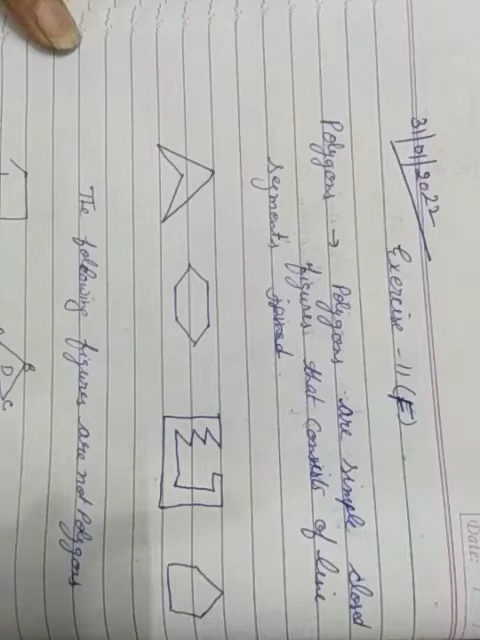 Date:
31/01/2022
Exercise - 11(F)
Polygons → Polygons are simple closed
figures that consists of line
segments joined.
The following figures are not Polygons
B
D
C